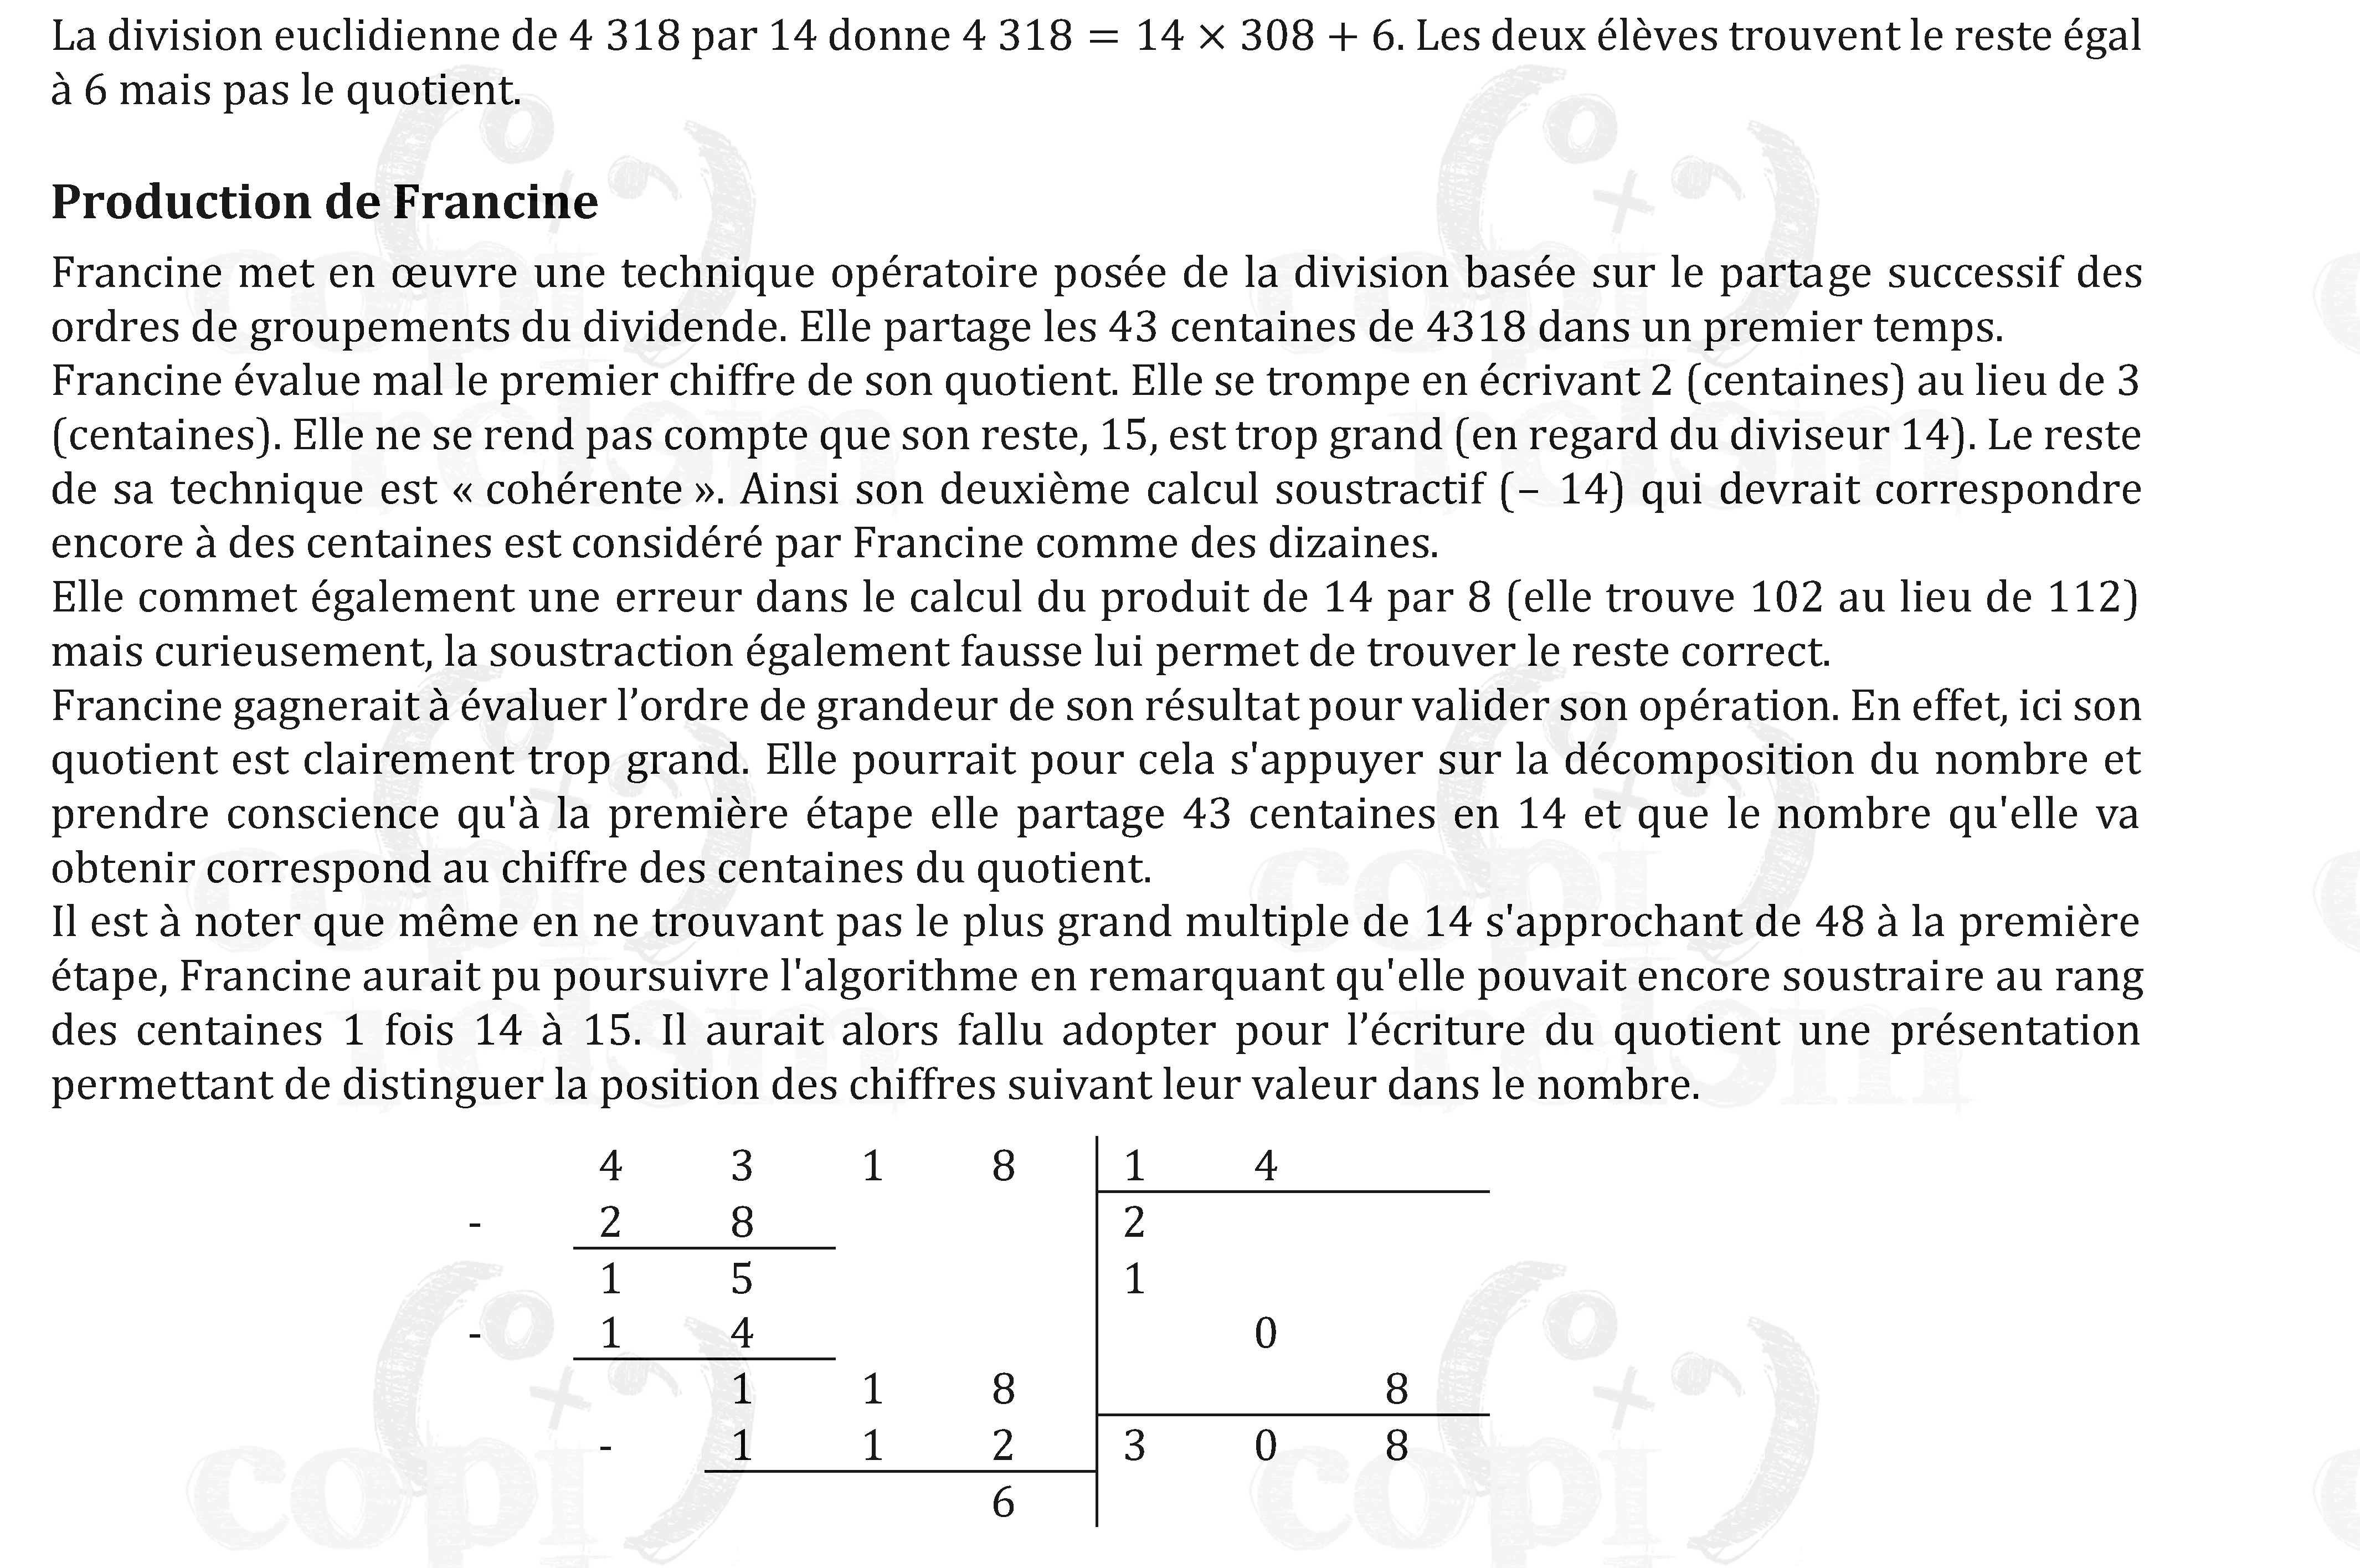 La division euclidienne de 4 318 par 14 donne 4 318 = 14 × 308 + 6. Les deux élèves trouvent le reste égal
à 6 mais pas le quotient.
Production de Francine
Francine met en œuvre une technique opératoire posée de la division basée sur le partage successif des
ordres de groupements du dividende. Elle partage les 43 centaines de 4318 dans un premier temps.
Francine évalue mal le premier chiffre de son quotient. Elle se trompe en écrivant 2 (centaines) au lieu de 3
(centaines). Elle ne se rend pas compte que son reste, 15, est trop grand (en regard du diviseur 14). Le reste
de sa technique est « cohérente ». Ainsi son deuxième calcul soustractif (– 14) qui devrait correspondre
encore à des centaines est considéré par Francine comme des dizaines.
Elle commet également une erreur dans le calcul du produit de 14 par 8 (elle trouve 102 au lieu de 112)
mais curieusement, la soustraction également fausse lui permet de trouver le reste correct.
Francine gagnerait à évaluer l’ordre de grandeur de son résultat pour valider son opération. En effet, ici son
quotient est clairement trop grand. Elle pourrait pour cela s'appuyer sur la décomposition du nombre et
prendre conscience qu'à la première étape elle partage 43 centaines en 14 et que le nombre qu'elle va
obtenir correspond au chiffre des centaines du quotient.
Il est à noter que même en ne trouvant pas le plus grand multiple de 14 s'approchant de 48 à la première
étape, Francine aurait pu poursuivre l'algorithme en remarquant qu'elle pouvait encore soustraire au rang
des centaines 1 fois 14 à 15. Il aurait alors fallu adopter pour l’écriture du quotient une présentation
permettant de distinguer la position des chiffres suivant leur valeur dans le nombre.
4 3 1 8 1 4
- 2 8 2
1 5 1
- 1 4 0
1 1 8 8
- 1 1 2 3 0 8
6